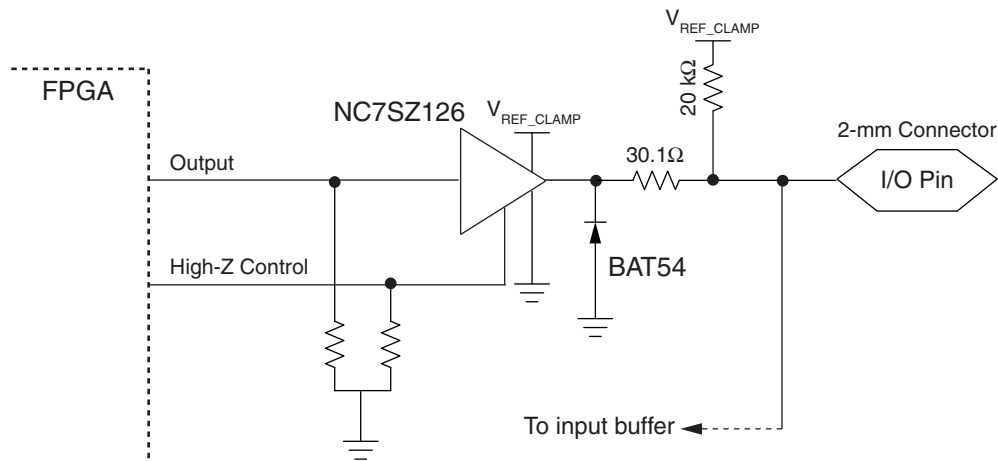 V_REF_CLAMP
FPGA
20 kΩ
NC7SZ126
V_REF_CLAMP
2-mm Connector
Output
30.1Ω
I/O Pin
High-Z Control
BAT54
To input buffer